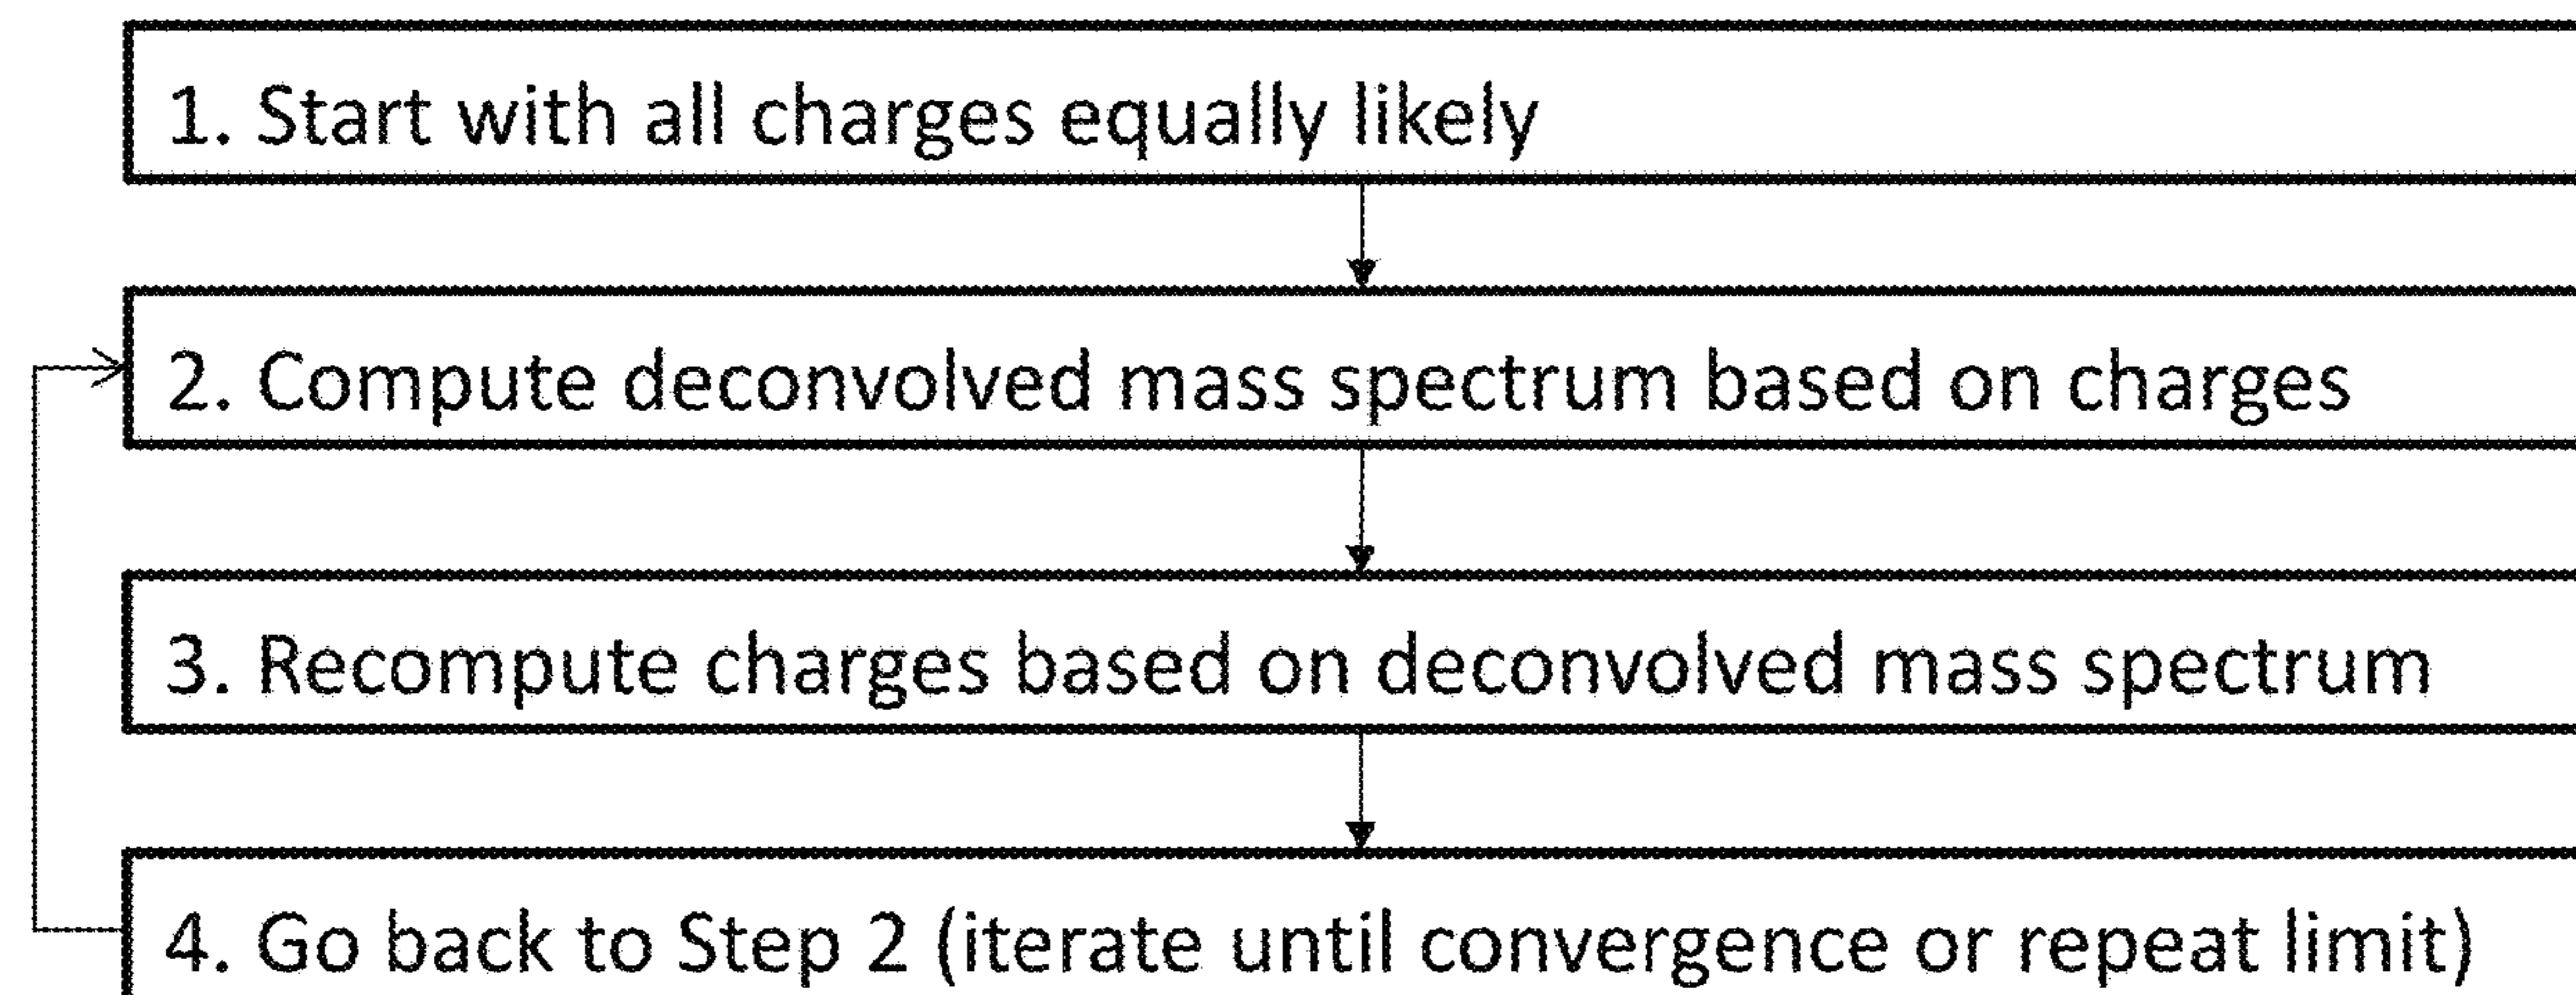 1. Start with all charges equally likely
2. Compute deconvolved mass spectrum based on charges
3. Recompute charges based on deconvolved mass spectrum
4. Go back to Step 2 (iterate until convergence or repeat limit)